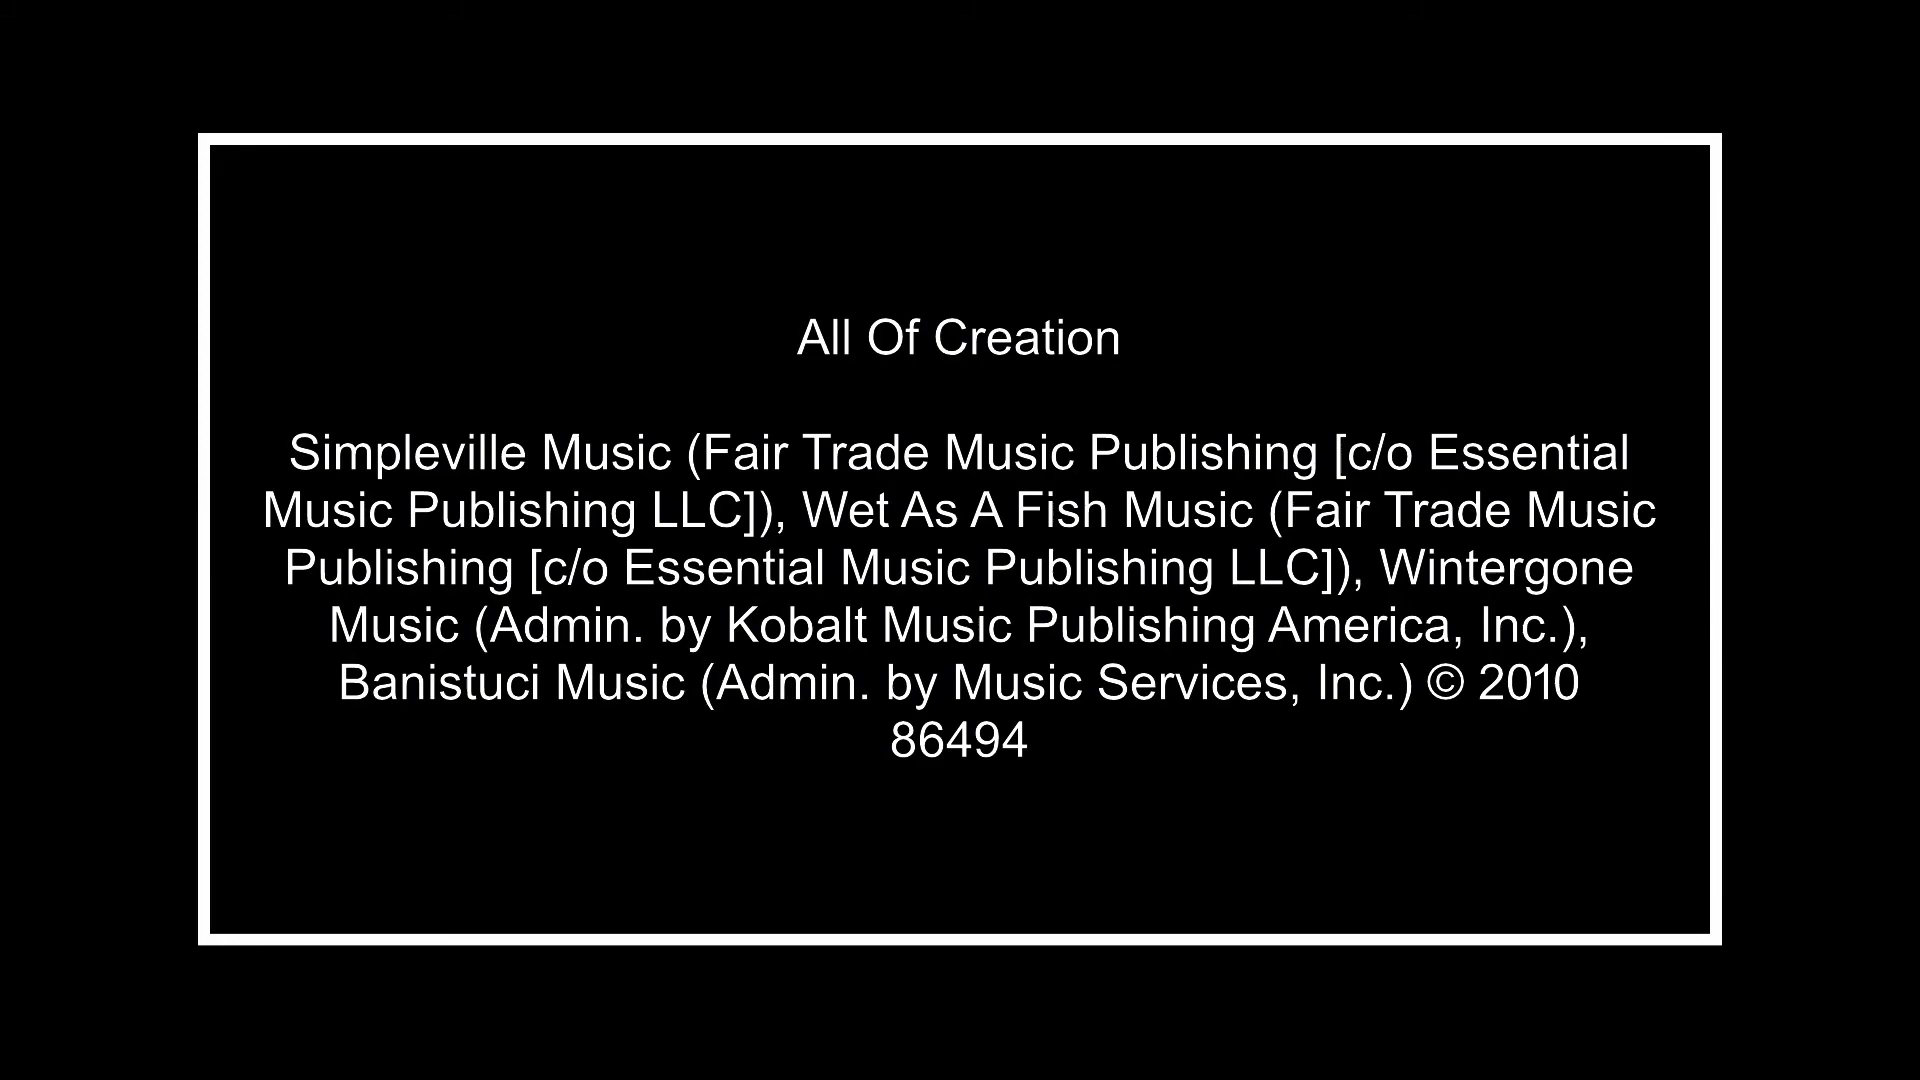 All Of Creation
Simpleville Music (Fair Trade Music Publishing [c/o Essential
Music Publishing LLC]), Wet As A Fish Music (Fair Trade Music
Publishing [c/o Essential Music Publishing LLC]), Wintergone
Music (Admin. by Kobalt Music Publishing America, Inc.),
Banistuci Music (Admin. by Music Services, Inc.) © 2010
86494